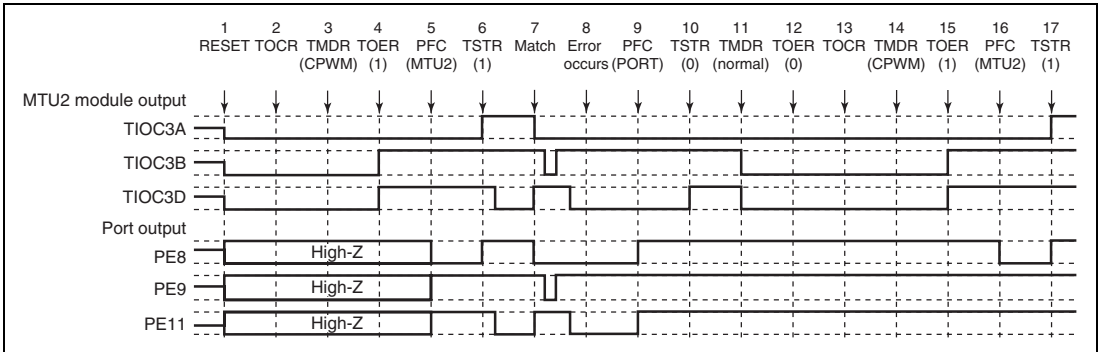 1 2 3 4 5 6 7 8 9 10 11 12 13 14 15 16 17
RESET TOCR TMDR TOER PFC TSTR Match Error PFC TSTR TMDR TOER TOCR TMDR TOER PFC TSTR
(CPWM) (1) (MTU2) (1) occurs (PORT) (0) (normal) (0) (CPWM) (1) (MTU2) (1)
MTU2 module output
TIOC3A
TIOC3B
TIOC3D
Port output
PE8 High-Z
PE9 High-Z
PE11 High-Z